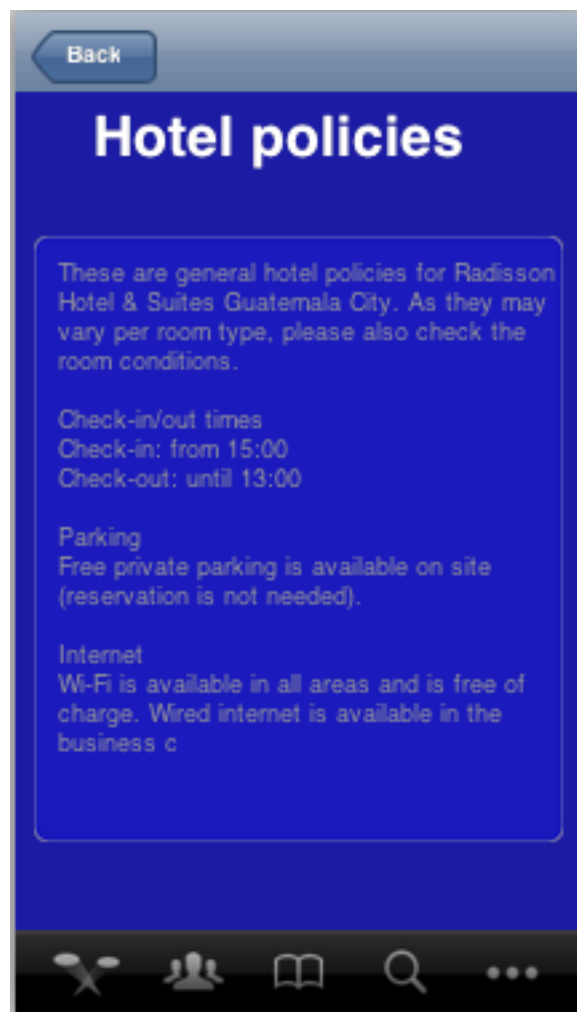 Back
Hotel policies
These are general hotel policies for Radisson
Hotel & Suites Guatemala City. As they may
vary per room type, please also check the
room conditions.
Check-in/out times
Check-in: from 15:00
Check-out: until 13:00
Parking
Free private parking is available on site
(reservation is not needed).
Internet
Wi-Fi is available in all areas and is free of
charge. Wired internet is available in the
business c